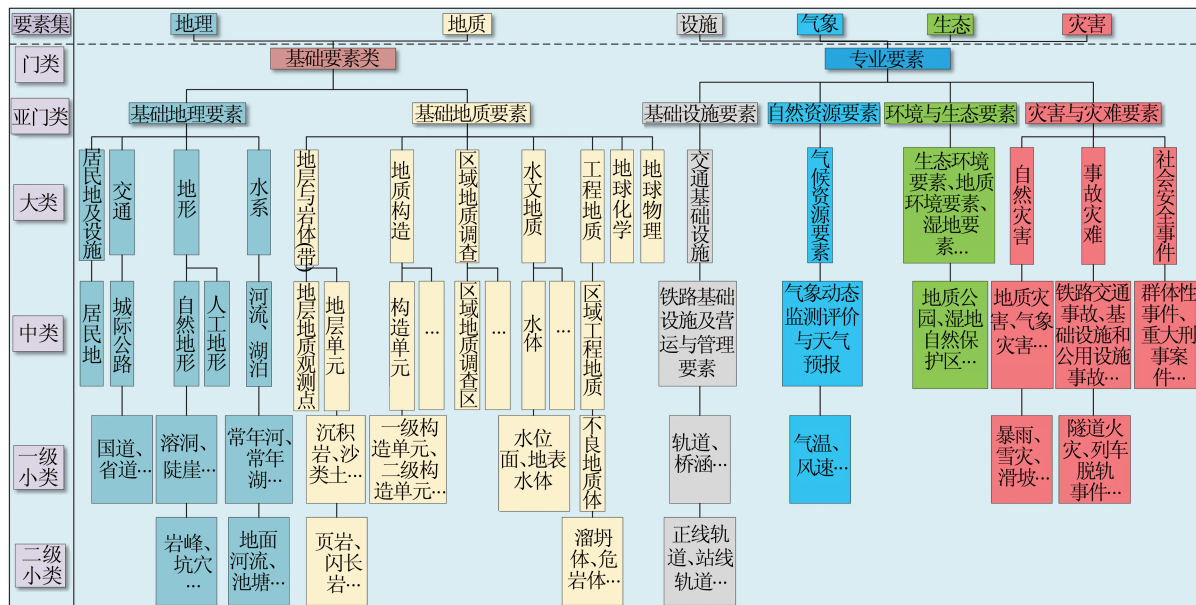 要素集
地理
地质
设施
气象
生态
灾害
门类
基础要素类
专业要素
亚门类
基础地理要素
基础地质要素
基础设施要素
自然资源要素
环境与生态要素
灾害与灾难要素
大类
居民地及设施
交通
地形
水系
地层与岩体(带)
地质构造
区域地质调查
水文地质
工程地质
地球化学
地球物理
交通基础设施
气候资源要素
生态环境
要素、地质
环境要素、
湿地要
素…
自然灾害
事故灾难
社会安全事件
中类
居民地
城际公路
自然地形
人工地形
河流、湖泊
地层地质观测点
地层单元
构造单元
…
区域地质调查区
…
水体
…
区域工程地质
铁路基础
设施及营
运与管理
要素
气象动态
监测评价
与天气
预报
地质公
园、湿地
自然保
护区…
地质灾
害、气象
灾害…
铁路交通
事故、基
础设施和
公用设施
事故…
群体性
事件、
重大刑
事案
件…
一级
小类
国道、
省道…
溶洞、
陡崖…
常年河、
常年
湖…
沉积
岩、沙
类土…
一级构
造单元、
二级构
造单元…
水位
面、地表
水体
不良地质体
轨道、
桥涵…
气温、
风速…
暴雨、
雪灾、
滑坡…
隧道火
灾、列车
脱轨
事件…
二级
小类
岩峰、
坑穴
…
地面
河流、
池塘…
页岩、
闪长
岩…
溜坍
体、危
岩体…
正线轨
道、站线
轨道…